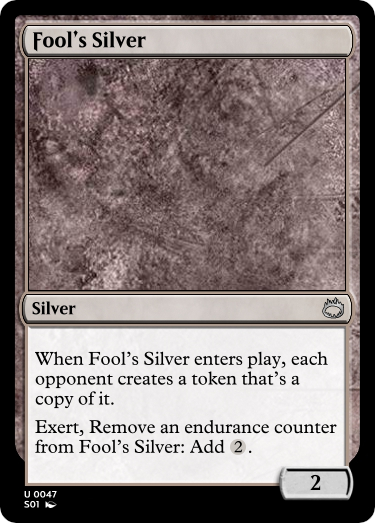 Fool's Silver
Silver
When Fool's Silver enters play, each
opponent creates a token that's a
copy of it.
Exert, Remove an endurance counter
from Fool's Silver: Add 2.
2
U 0047
S01